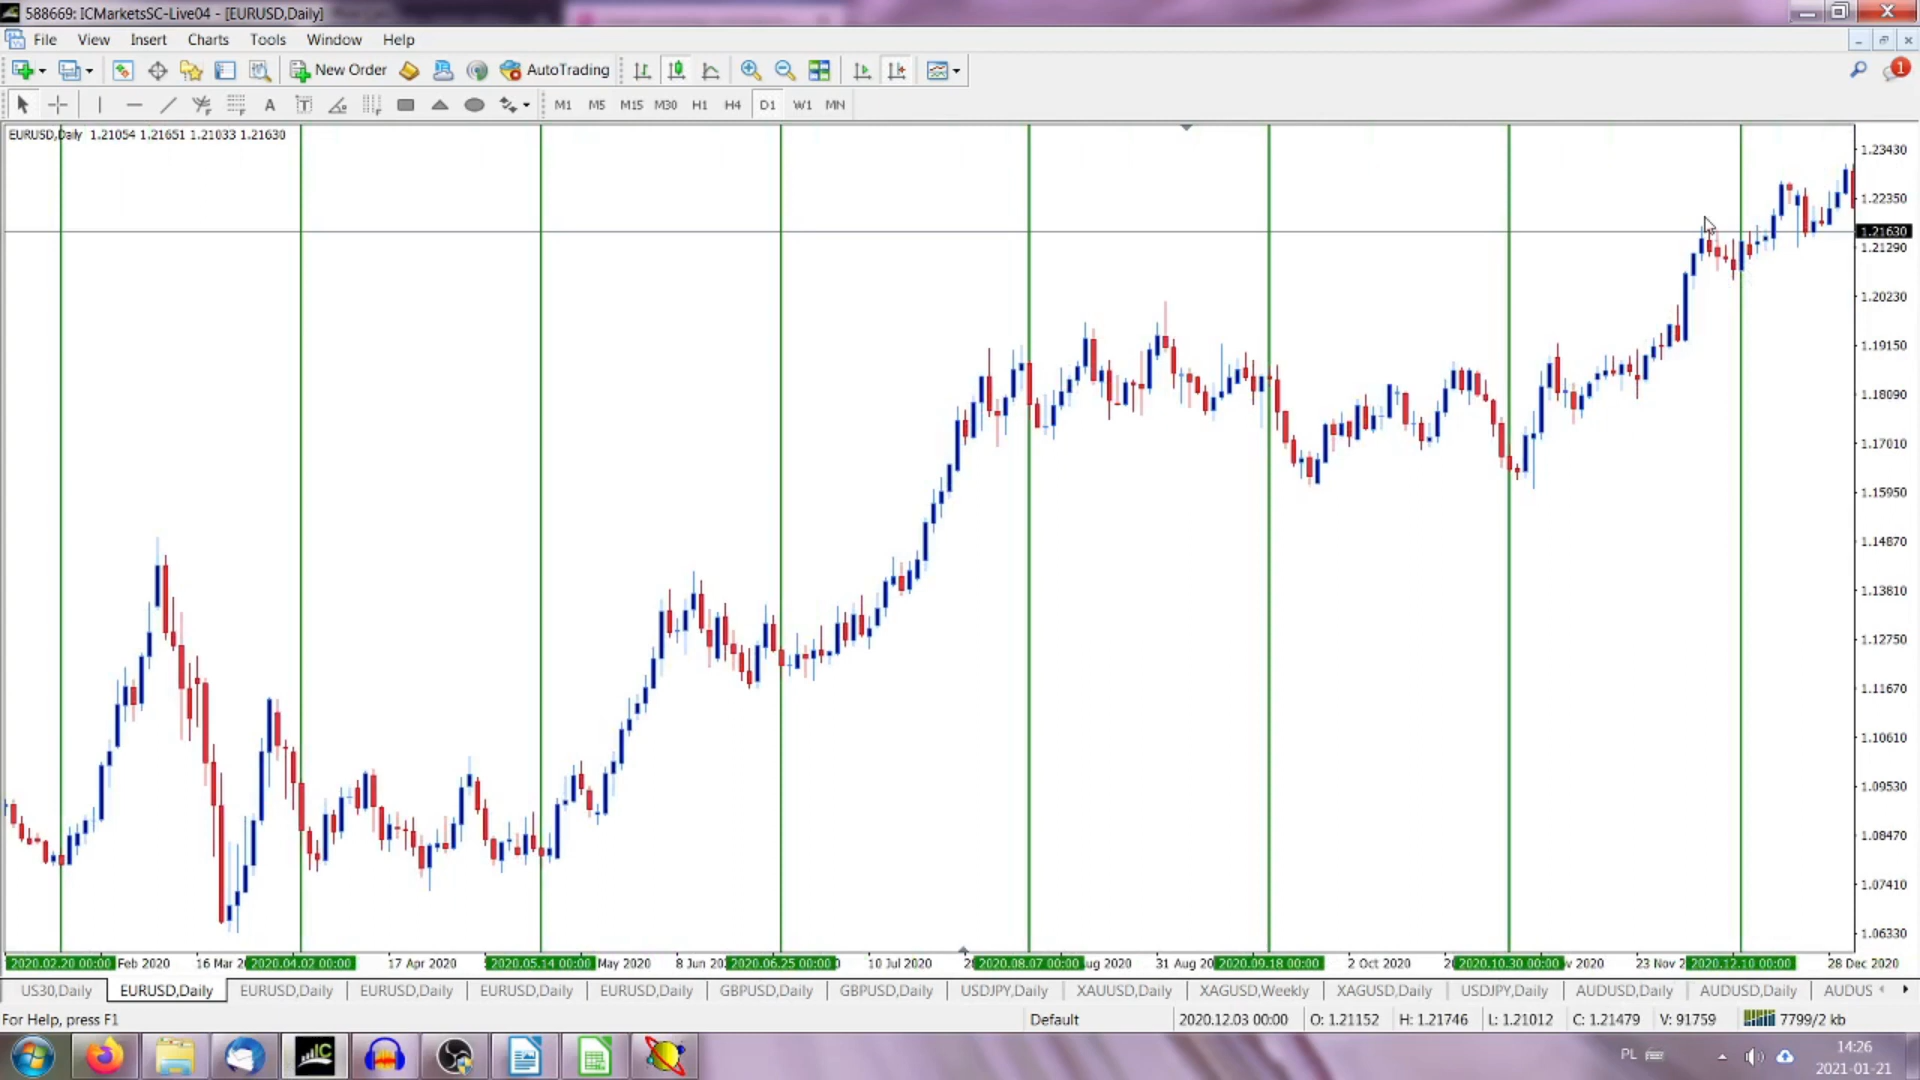 588669: ICMarketsSC-Live04 - [EURUSD,Daily]
File View Insert Charts Tools Window Help
New Order AutoTrading 1
A T M1 M5 M15 M30 H1 H4 D1 W1 MN
EURUSD,Daily 1.21054 1.21651 1.21033 1.21630
1.23430
1.22350
1.21630
1.21290
1.20230
1.19150
1.18090
1.17010
1.15950
1.14870
1.13810
1.12750
1.11670
1.10610
1.09530
1.08470
1.07410
1.06330
2020.02.20 00:00 Feb 2020 16 Mar 2020.04.02 00:00 17 Apr 2020 2020.05.14 00:00 May 2020 8 Jun 2020.06.25 00:00 10 Jul 2020 2020.08.07 00:00 ug 2020 31 Aug 20 2020.09.18 00:00 2 Oct 2020 2020.10.30 00:00 v 2020 23 Nov 2020.12.10 00:00 28 Dec 2020
US30,Daily EURUSD,Daily EURUSD,Daily EURUSD,Daily EURUSD,Daily EURUSD,Daily GBPUSD,Daily GBPUSD,Daily USDJPY,Daily XAUUSD,Daily XAGUSD,Weekly XAGUSD,Daily USDJPY,Daily AUDUSD,Daily AUDUSD,Daily AUDUS
For Help, press F1 Default 2020.12.03 00:00 O: 1.21152 H: 1.21746 L: 1.21012 C: 1.21479 V: 91759 7799/2 kb
IC PL 14:26
2021-01-21